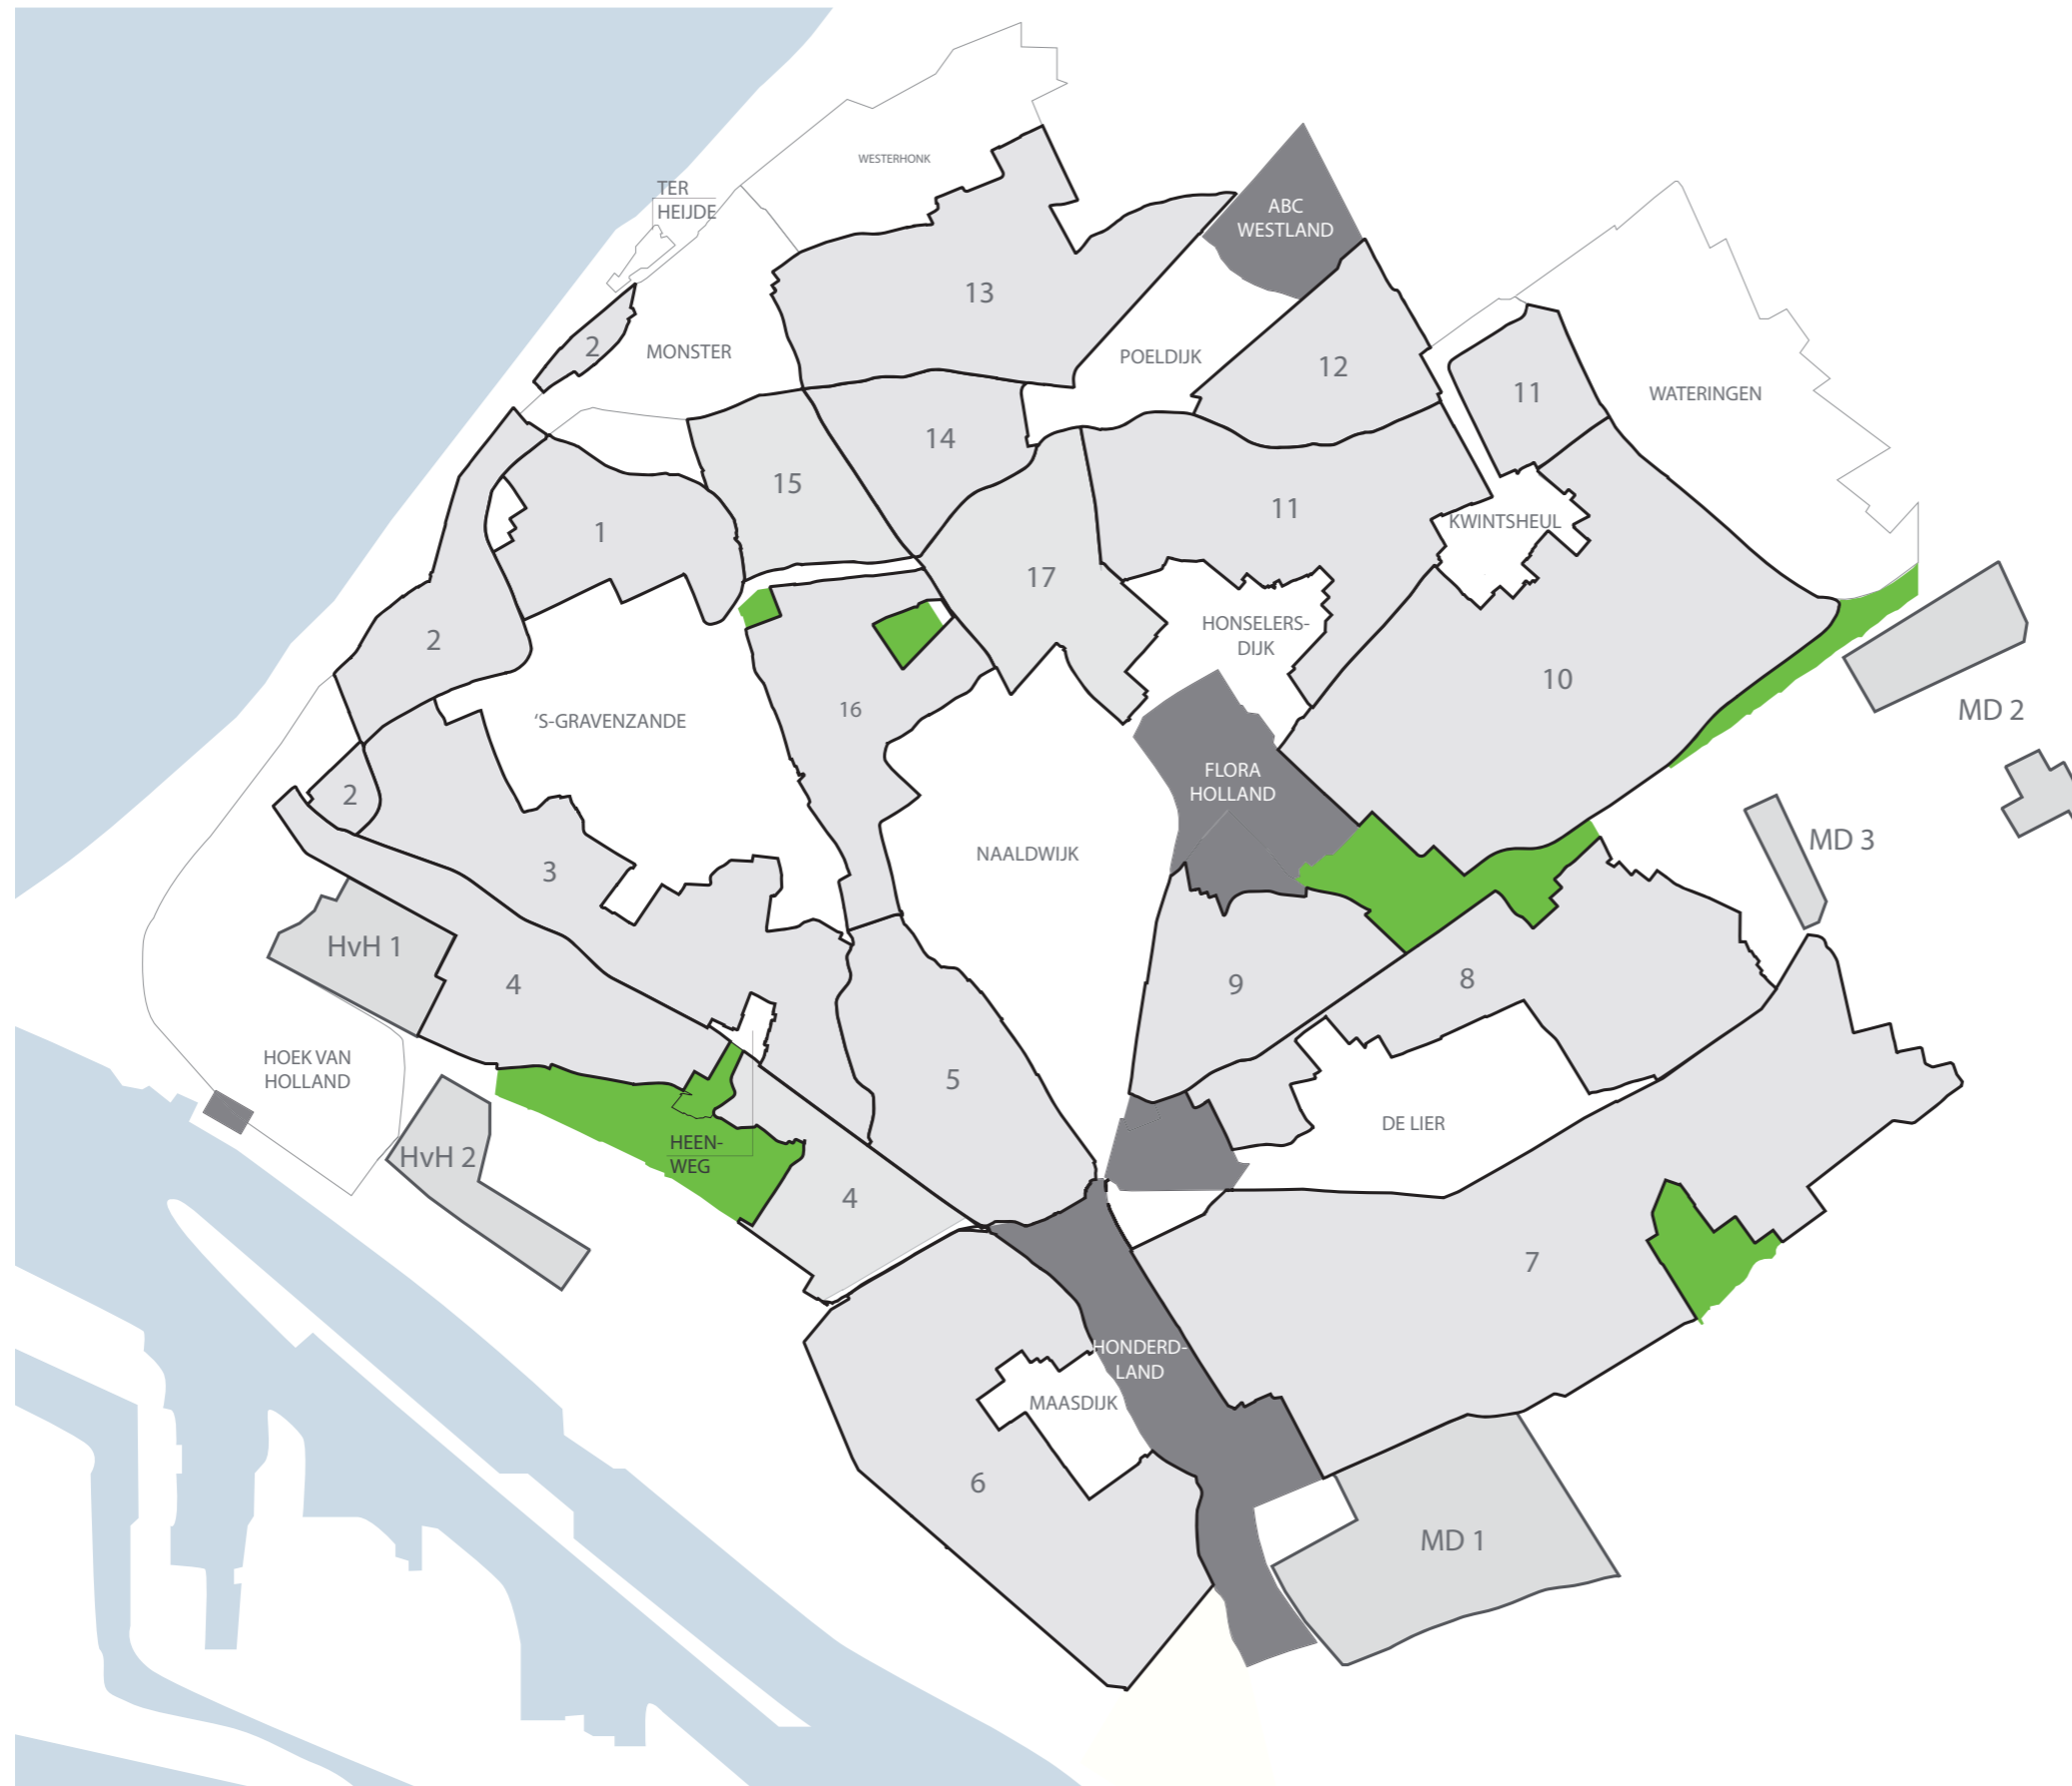 WESTERHONK
TER
HEIJDE
ABC
WESTLAND
13
2
MONSTER
POELDIJK
12
11
WATERINGEN
14
15
11
1
KWINTSHEUL
17
HONSELERS-
DIJK
2
10
16
'S-GRAVENZANDE
MD 2
FLORA
HOLLAND
2
MD 3
NAALDWIJK
3
HvH 1
4
9
8
HOEK VAN
HOLLAND
5
DE LIER
HEEN-
WEG
HvH 2
4
7
HONDERD-
LAND
MAASDIJK
6
MD 1